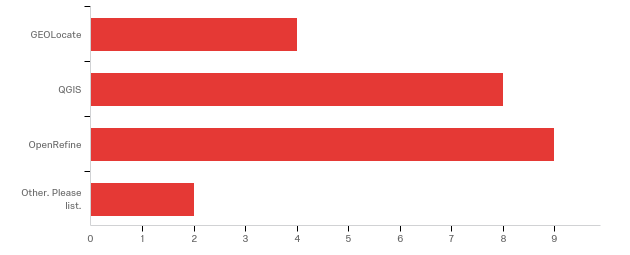 GEOLocate
QGIS
OpenRefine
Other. Please
list.
0 1 2 3 4 5 6 7 8 9